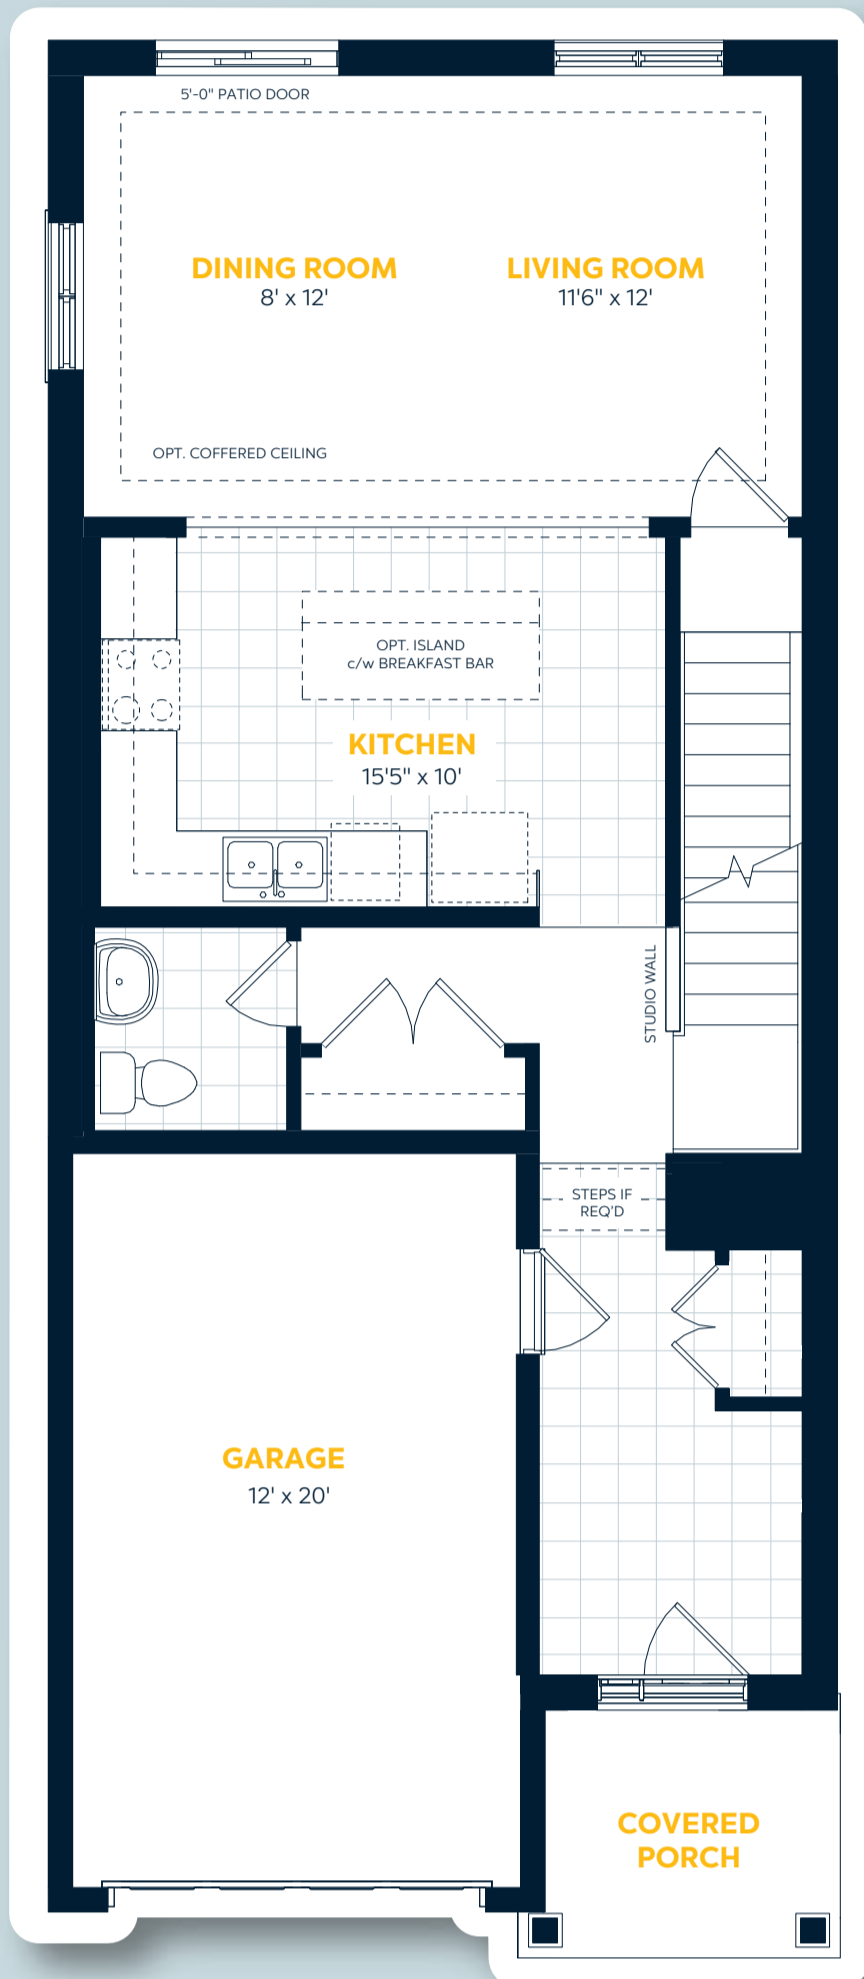 5'-0" PATIO DOOR
DINING ROOM
8' x 12'
LIVING ROOM
11'6" x 12'
OPT. COFFERED CEILING
OPT. ISLAND
c/w BREAKFAST BAR
KITCHEN
15'5" x 10'
STUDIO WALL
STEPS IF
REQ'D
GARAGE
12' x 20'
COVERED
PORCH